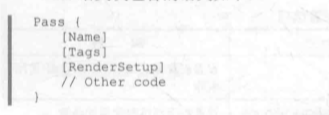 Pass {
[Name]
[Tags]
[RenderSetup]
// Other code
}